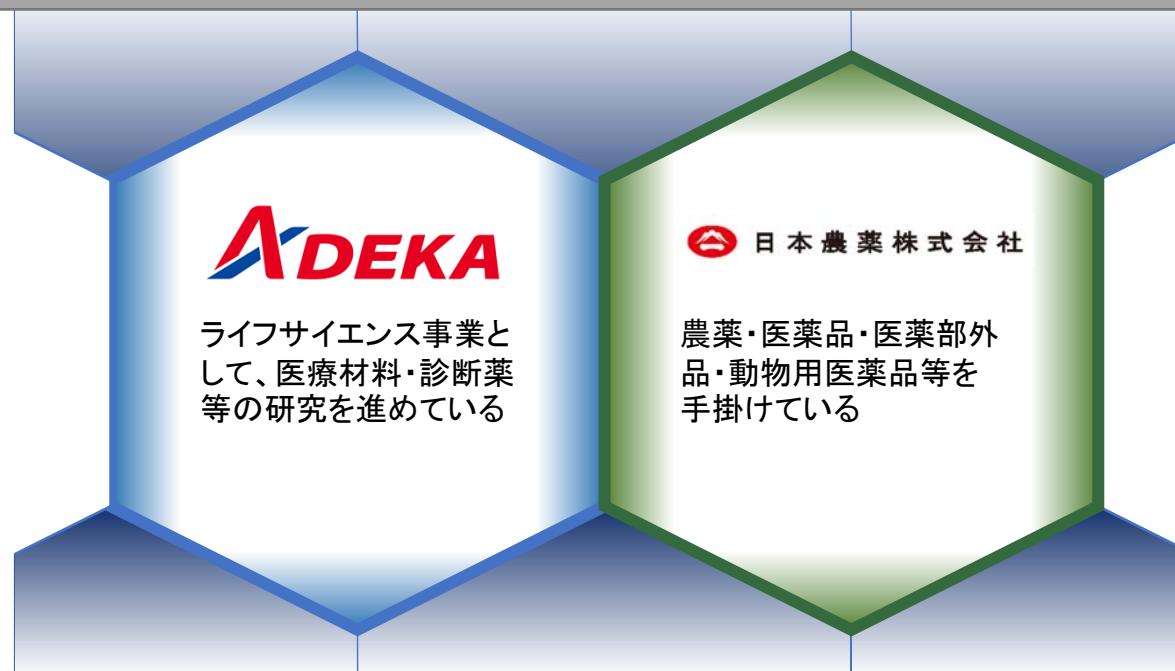 ADEKA
ライフサイエンス事業と
して、医療材料・診断薬
等の研究を進めている
日本農薬株式会社
農薬・医薬品・医薬部外
品・動物用医薬品等を
手掛けている